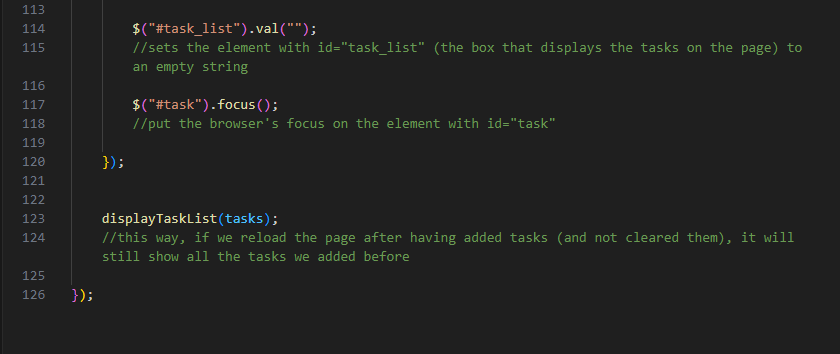 113
114 $("#task_list").val("");
115 //sets the element with id="task_list" (the box that displays the tasks on the page) to
an empty string
116
117 $("#task").focus();
118 //put the browser's focus on the element with id="task"
119
120 });
121
122
123 displayTaskList(tasks);
124 //this way, if we reload the page after having added tasks (and not cleared them), it will
still show all the tasks we added before
125
126 });